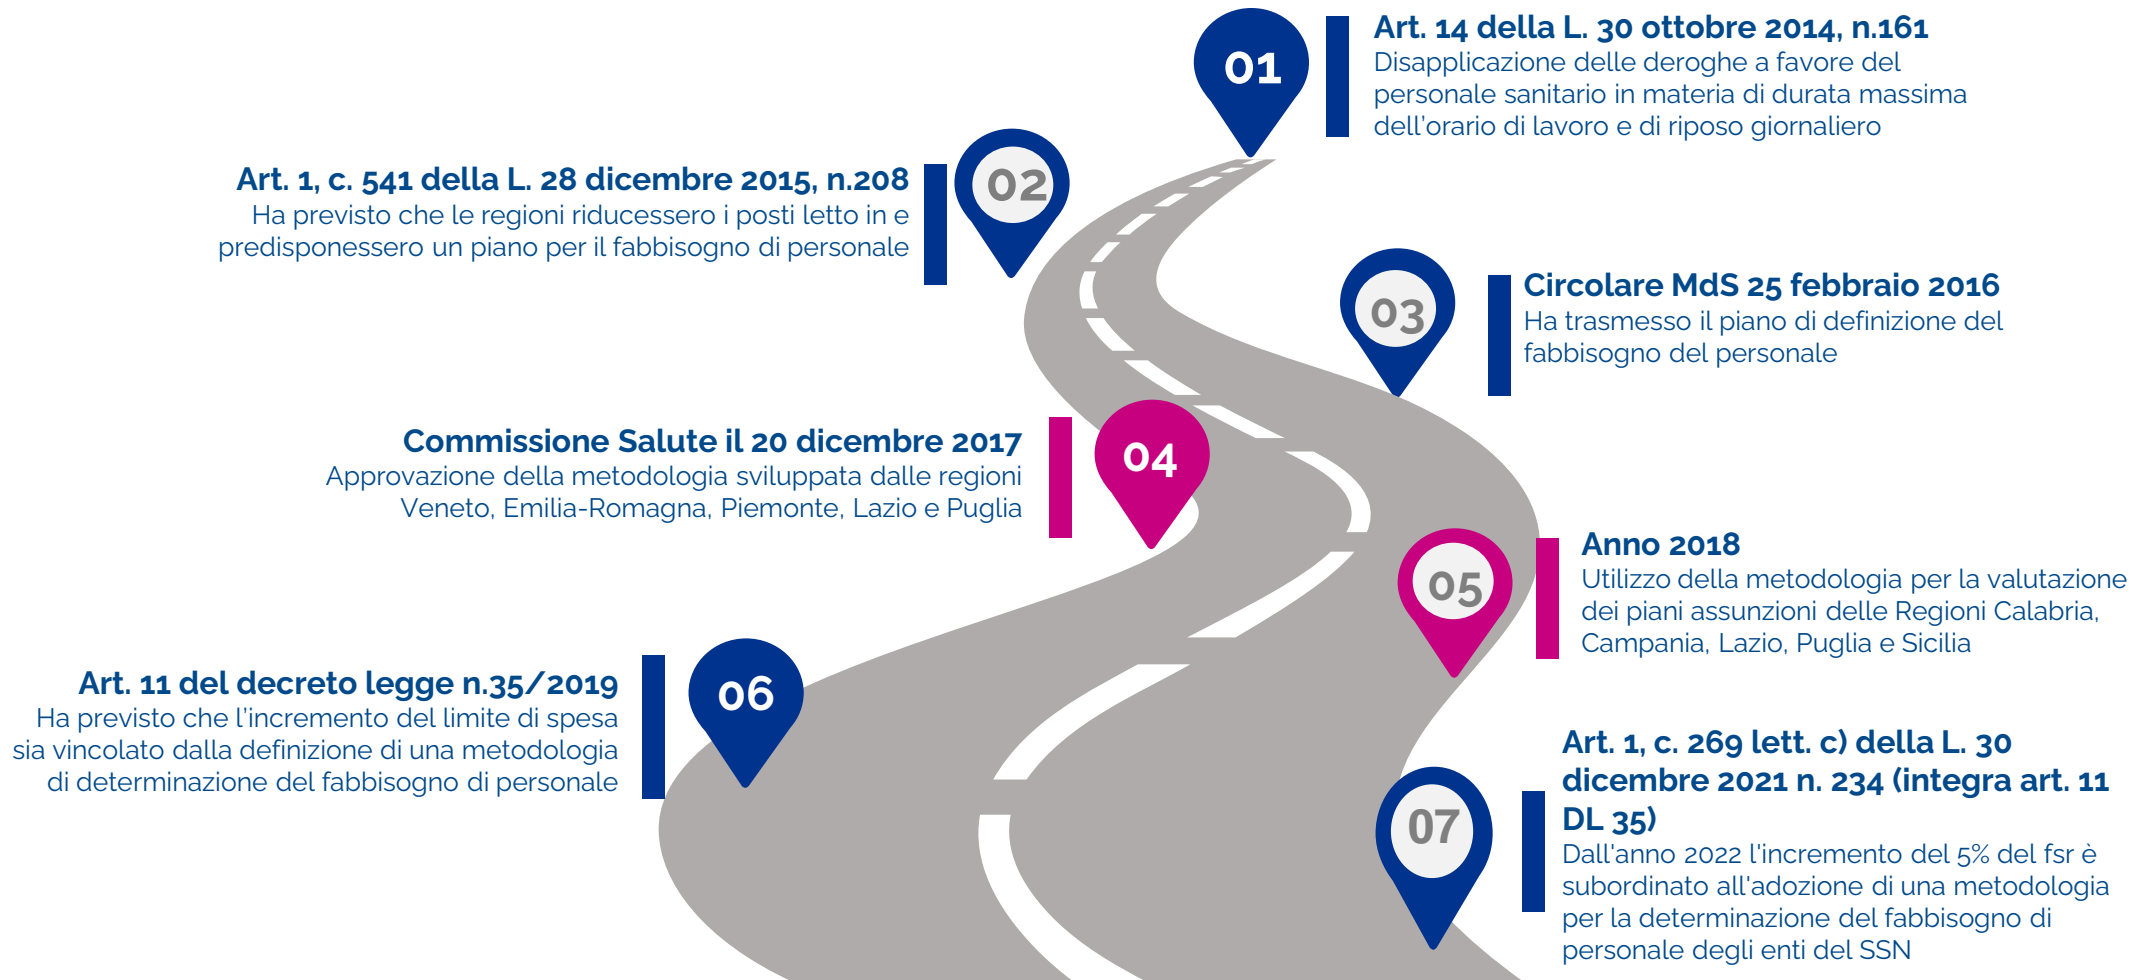 01
Art. 14 della L. 30 ottobre 2014, n.161
Disapplicazione delle deroghe a favore del
personale sanitario in materia di durata massima
dell'orario di lavoro e di riposo giornaliero
Art. 1, c. 541 della L. 28 dicembre 2015, n.208
Ha previsto che le regioni riducessero i posti letto in e
predisponessero un piano per il fabbisogno di personale
02
03
Circolare MdS 25 febbraio 2016
Ha trasmesso il piano di definizione del
fabbisogno del personale
Commissione Salute il 20 dicembre 2017
Approvazione della metodologia sviluppata dalle regioni
Veneto, Emilia-Romagna, Piemonte, Lazio e Puglia
04
05
Anno 2018
Utilizzo della metodologia per la valutazione
dei piani assunzioni delle Regioni Calabria,
Campania, Lazio, Puglia e Sicilia
Art. 11 del decreto legge n.35/2019
Ha previsto che l'incremento del limite di spesa
sia vincolato dalla definizione di una metodologia
di determinazione del fabbisogno di personale
06
07
Art. 1, c. 269 lett. c) della L. 30
dicembre 2021 n. 234 (integra art. 11
DL 35)
Dall'anno 2022 l'incremento del 5% del fsr è
subordinato all'adozione di una metodologia
per la determinazione del fabbisogno di
personale degli enti del SSN